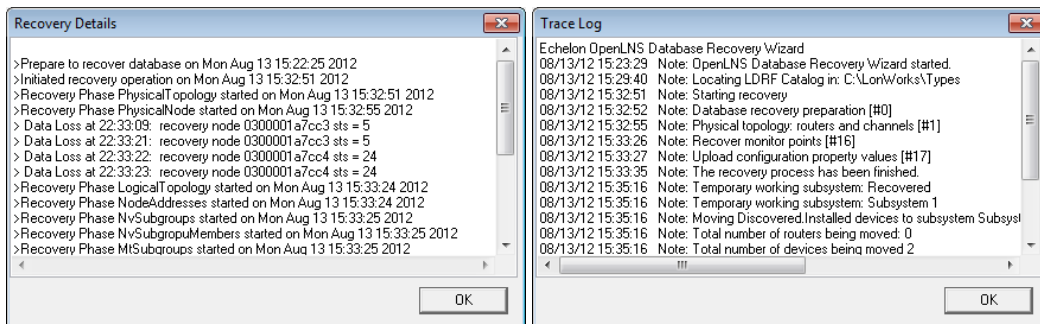 Recovery Details
>Prepare to recover database on Mon Aug 13 15:22:25 2012
>Initiated recovery operation on Mon Aug 13 15:32:51 2012
>Recovery Phase PhysicalTopology started on Mon Aug 13 15:32:51 2012
>Recovery Phase PhysicalNode started on Mon Aug 13 15:32:55 2012
> Data Loss at 22:33:09:  recovery node 0300001a7cc3 sts = 5
> Data Loss at 22:33:21:  recovery node 0300001a7cc3 sts = 5
> Data Loss at 22:33:22:  recovery node 0300001a7cc4 sts = 24
> Data Loss at 22:33:23:  recovery node 0300001a7cc4 sts = 24
>Recovery Phase LogicalTopology started on Mon Aug 13 15:33:24 2012
>Recovery Phase NodeAddresses started on Mon Aug 13 15:33:24 2012
>Recovery Phase NvSubgroups started on Mon Aug 13 15:33:25 2012
>Recovery Phase NvSubgropuMembers started on Mon Aug 13 15:33:25 2012
>Recovery Phase MtSubgroups started on Mon Aug 13 15:33:25 2012
OK
Trace Log
Echelon OpenLNS Database Recovery Wizard
08/13/12 15:23:29   Note: OpenLNS Database Recovery Wizard started.
08/13/12 15:29:40   Note: Locating LDRF Catalog in: C:\LonWorks\Types
08/13/12 15:32:51   Note: Starting recovery
08/13/12 15:32:52   Note: Database recovery preparation [#0]
08/13/12 15:32:55   Note: Physical topology: routers and channels [#1]
08/13/12 15:33:26   Note: Recover monitor points [#16]
08/13/12 15:33:27   Note: Upload configuration property values [#17]
08/13/12 15:33:35   Note: The recovery process has been finished.
08/13/12 15:35:16   Note: Temporary working subsystem: Recovered
08/13/12 15:35:16   Note: Temporary working subsystem: Subsystem 1
08/13/12 15:35:16   Note: Moving Discovered.Installed devices to subsystem Subsyst
08/13/12 15:35:16   Note: Total number of routers being moved: 0
08/13/12 15:35:16   Note: Total number of devices being moved 2
OK